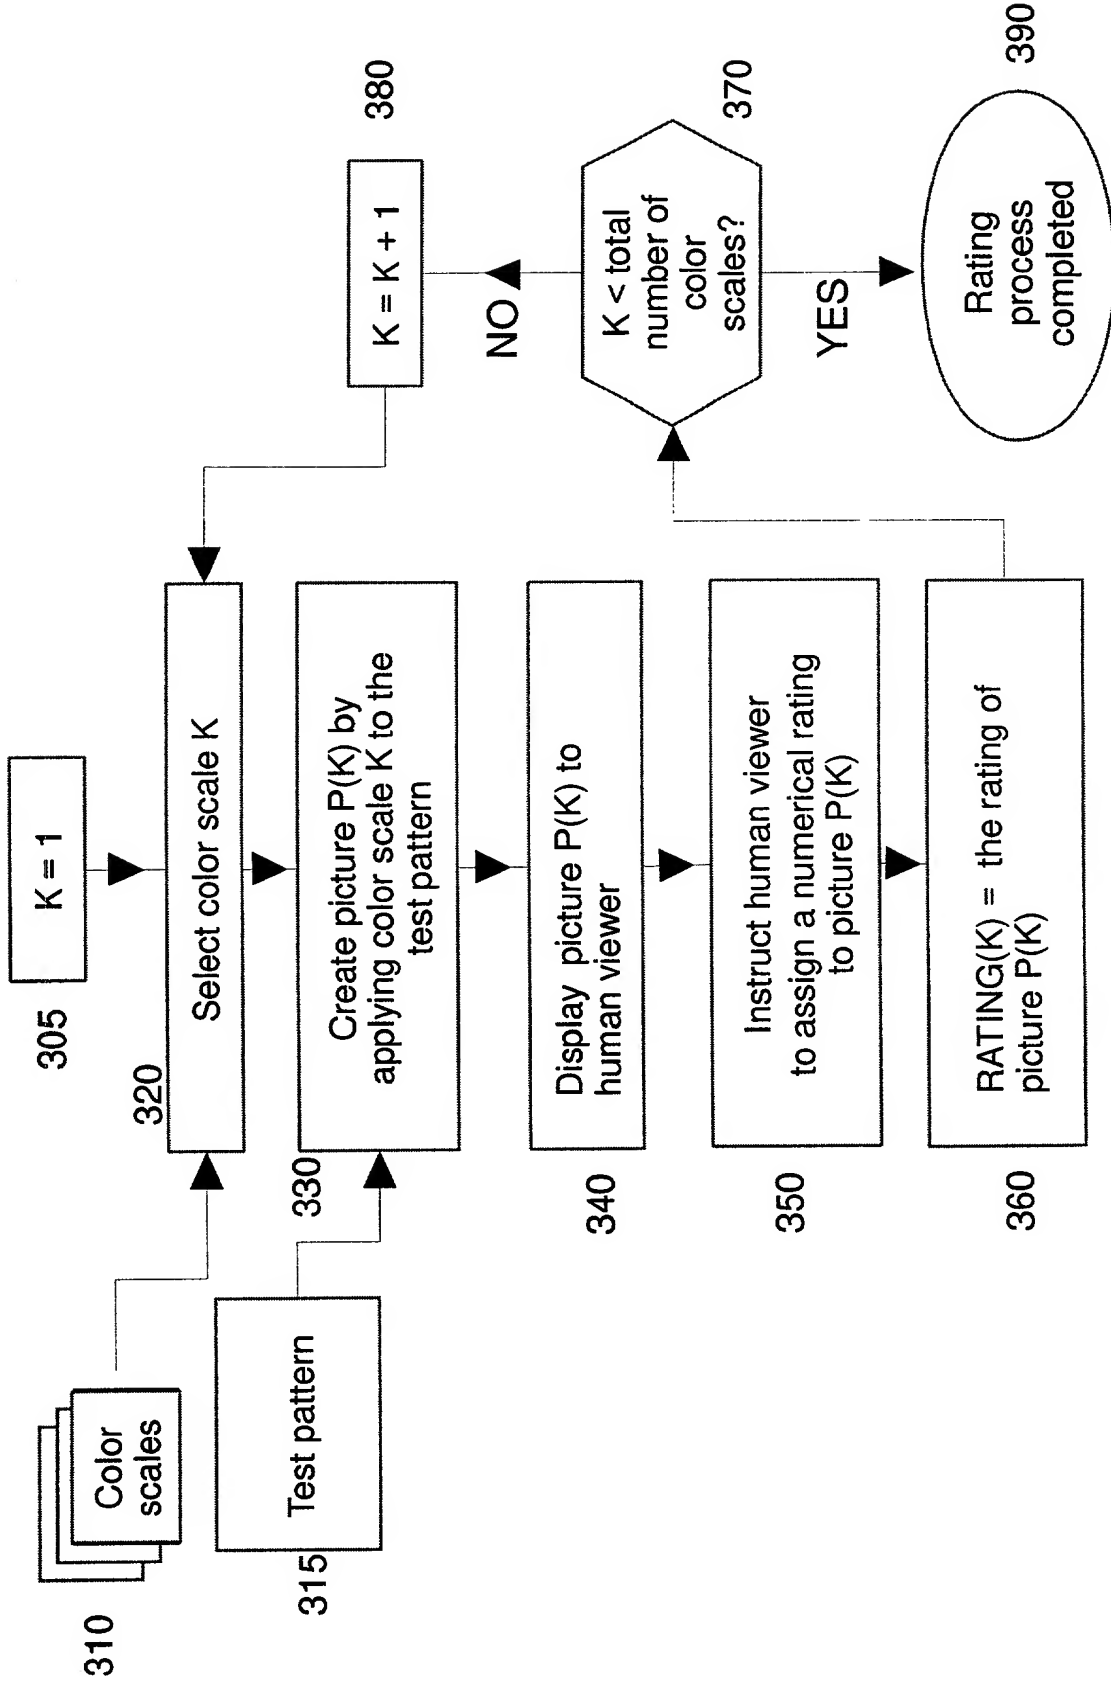 K = 1
305
Color
scales
310
320
Select color scale K
Test pattern
315
330
Create picture P(K) by
applying color scale K to the
test pattern
340
Display picture P(K) to
human viewer
350
Instruct human viewer
to assign a numerical rating
to picture P(K)
360
RATING(K) = the rating of
picture P(K)
K = K + 1
380
NO
K < total
number of
color
scales?
370
YES
Rating
process
completed
390